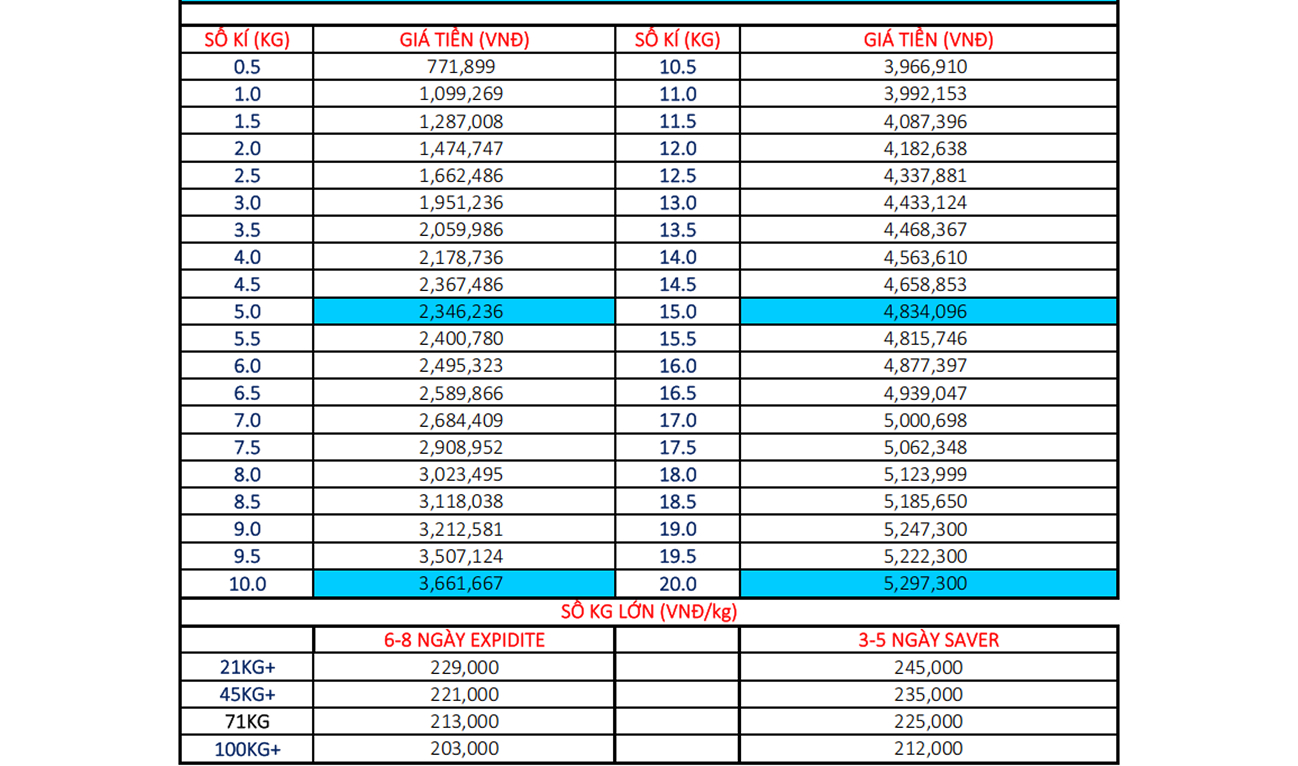 SỐ KÍ (KG) GIÁ TIỀN (VNĐ) SỐ KÍ (KG) GIÁ TIỀN (VNĐ)
0.5 771,899 10.5 3,966,910
1.0 1,099,269 11.0 3,992,153
1.5 1,287,008 11.5 4,087,396
2.0 1,474,747 12.0 4,182,638
2.5 1,662,486 12.5 4,337,881
3.0 1,951,236 13.0 4,433,124
3.5 2,059,986 13.5 4,468,367
4.0 2,178,736 14.0 4,563,610
4.5 2,367,486 14.5 4,658,853
5.0 2,346,236 15.0 4,834,096
5.5 2,400,780 15.5 4,815,746
6.0 2,495,323 16.0 4,877,397
6.5 2,589,866 16.5 4,939,047
7.0 2,684,409 17.0 5,000,698
7.5 2,908,952 17.5 5,062,348
8.0 3,023,495 18.0 5,123,999
8.5 3,118,038 18.5 5,185,650
9.0 3,212,581 19.0 5,247,300
9.5 3,507,124 19.5 5,222,300
10.0 3,661,667 20.0 5,297,300
SỐ KG LỚN (VNĐ/kg)
6-8 NGÀY EXPIDITE 3-5 NGÀY SAVER
21KG+ 229,000 245,000
45KG+ 221,000 235,000
71KG 213,000 225,000
100KG+ 203,000 212,000